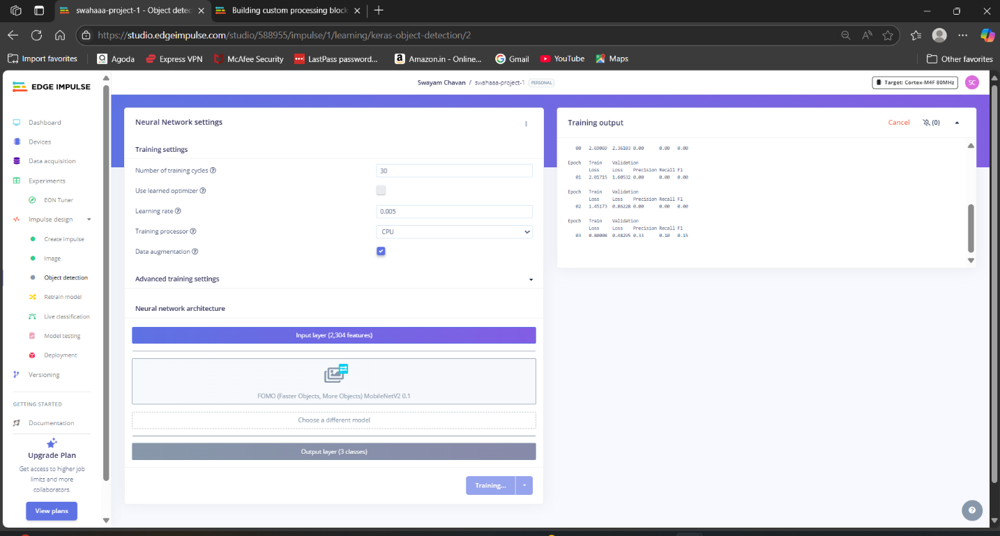 swahaaa-project-1 - Object detec
Building custom processing block
https://studio.edgeimpulse.com/studio/588955/impulse/1/learning/keras-object-detection/2
Import favorites
Agoda
Express VPN
McAfee Security
LastPass password...
Amazon.in - Online...
Gmail
YouTube
Maps
Other favorites
EDGE IMPULSE
Dashboard
Devices
Data acquisition
Experiments
EON Tuner
Impulse design
Create impulse
Image
Object detection
Retrain model
Live classification
Model testing
Deployment
Versioning
GETTING STARTED
Documentation
Upgrade Plan
Get access to higher job
limits and more
collaborators.
View plans
Swayam Chavan / swahaaa-project-1 PERSONAL
Target: Cortex-M4F 80MHz
SC
Neural Network settings
Training settings
Number of training cycles ? 30
Use learned optimizer ?
Learning rate ? 0.005
Training processor ? CPU
Data augmentation ?
Advanced training settings
Neural network architecture
Input layer (2,304 features)
FOMO (Faster Objects, More Objects) MobileNetV2 0.1
Choose a different model
Output layer (3 classes)
Training...
Training output
Cancel
(0)
00 2.69069 2.36103 0.00 0.00 0.00
Epoch Train Validation
Loss Loss Precision Recall F1
01 2.01715 1.60532 0.00 0.00 0.00
Epoch Train Validation
Loss Loss Precision Recall F1
02 1.45173 0.86228 0.00 0.00 0.00
Epoch Train Validation
Loss Loss Precision Recall F1
03 0.80008 0.48295 0.33 0.10 0.15
?